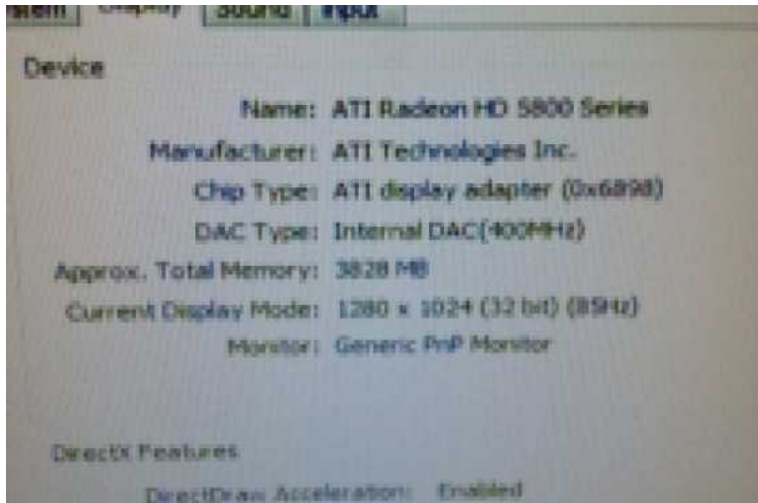 stem Display Sound Input
Device
Name: ATI Radeon HD 5800 Series
Manufacturer: ATI Technologies Inc.
Chip Type: ATI display adapter (0x6898)
DAC Type: Internal DAC(400MHz)
Approx. Total Memory: 3828 MB
Current Display Mode: 1280 x 1024 (32 bit) (85Hz)
Monitor: Generic PnP Monitor
DirectX Features
DirectDraw Acceleration: Enabled